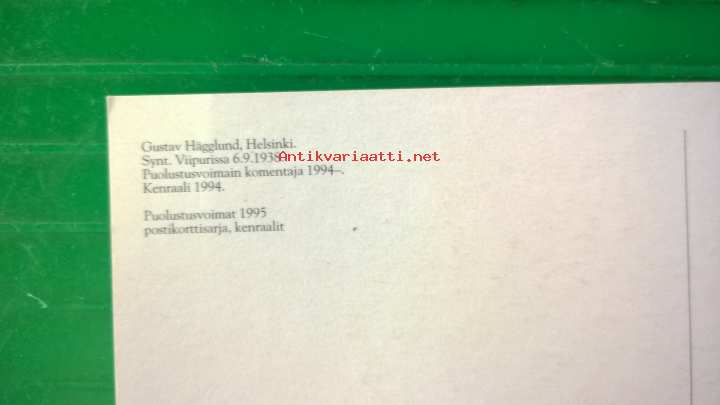 Gustav Hägglund, Helsinki.
Synt. Viipurissa 6.9.1938.
Antikvariaatti.net
Puolustusvoimain komentaja 1994–.
Kenraali 1994.
Puolustusvoimat 1995
postikorttisarja, kenraalit